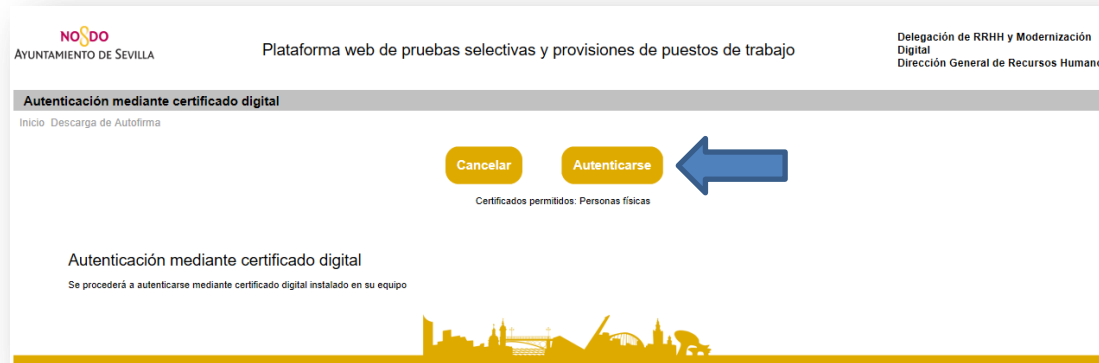 NO8DO
AYUNTAMIENTO DE SEVILLA
Plataforma web de pruebas selectivas y provisiones de puestos de trabajo
Delegación de RRHH y Modernización
Digital
Dirección General de Recursos Humano
Autenticación mediante certificado digital
Inicio Descarga de Autofirma
Cancelar
Autenticarse
Certificados permitidos: Personas físicas
Autenticación mediante certificado digital
Se procederá a autenticarse mediante certificado digital instalado en su equipo